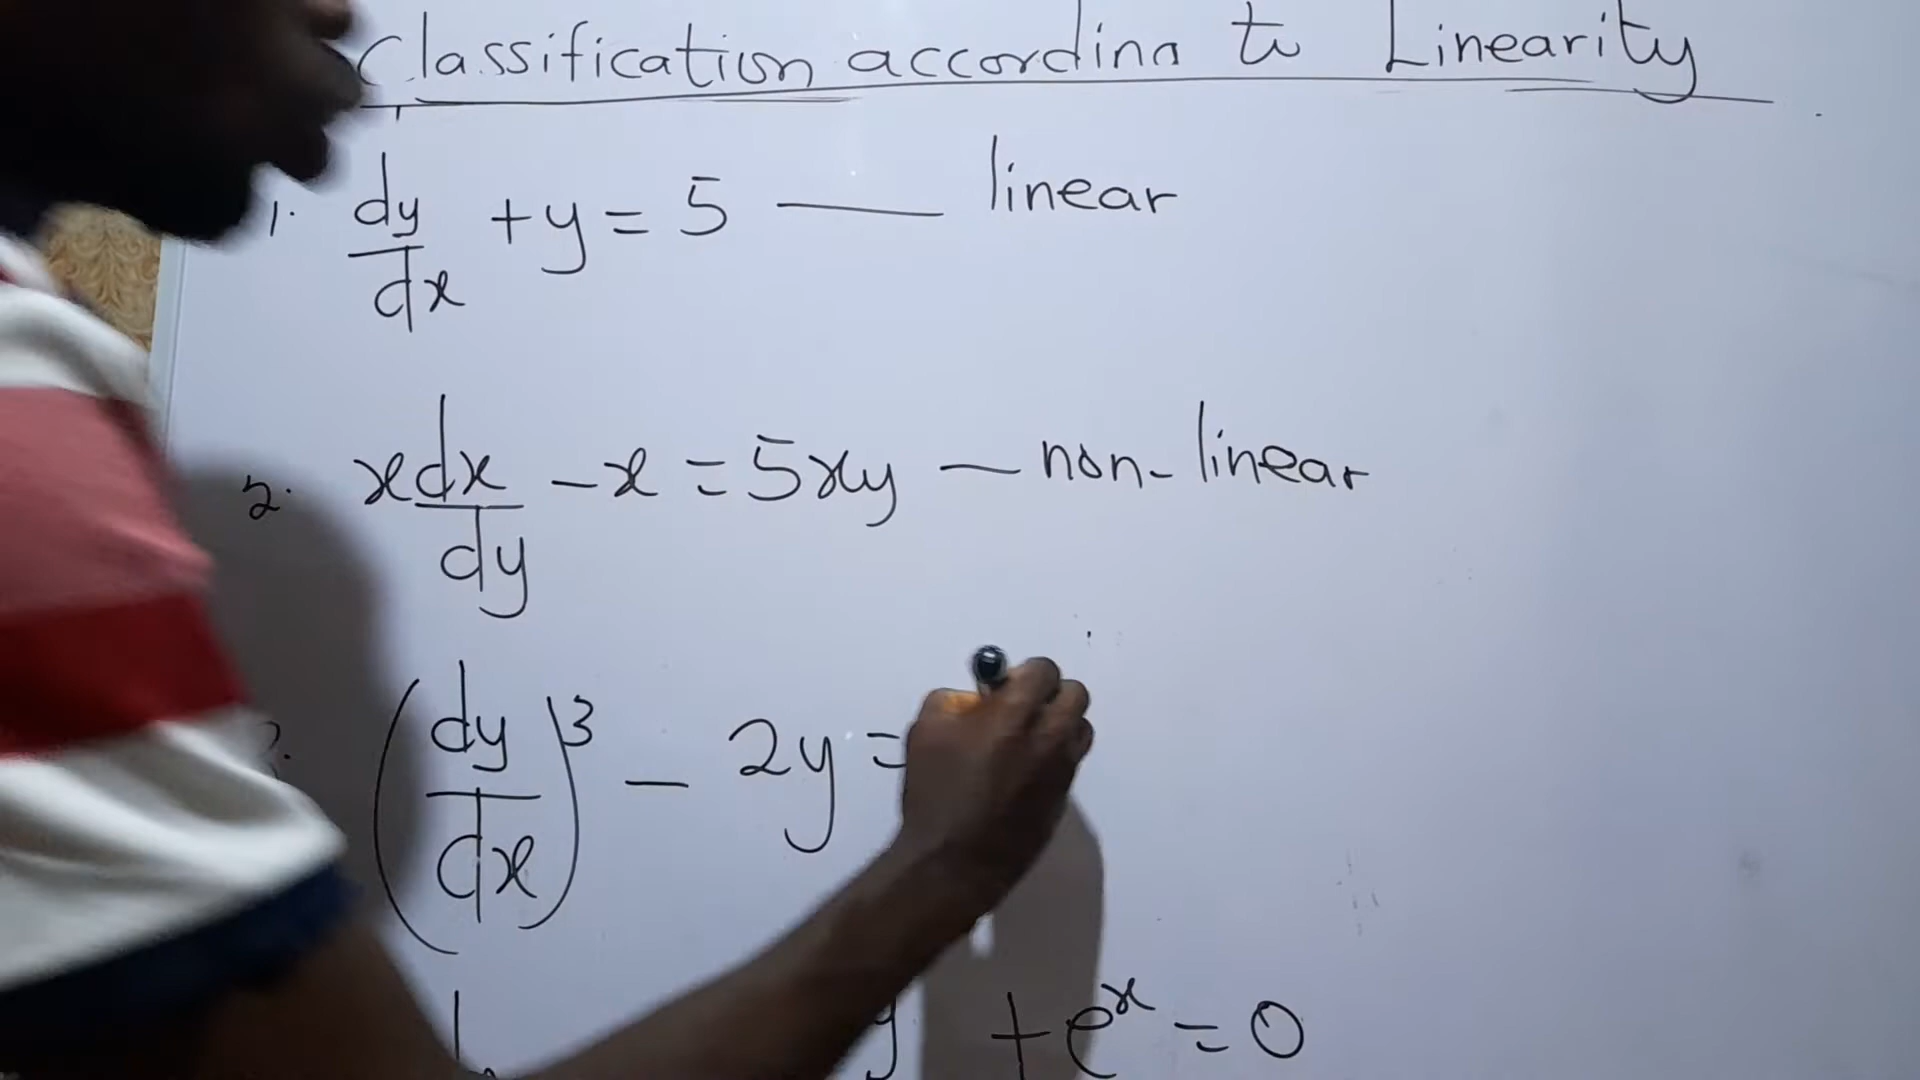 Classification according to Linearity
1. dy/dx + y = 5 — linear
2. x dx/dy - x = 5xy — non-linear
(dy/dx)³ - 2y =
y + eˣ = 0